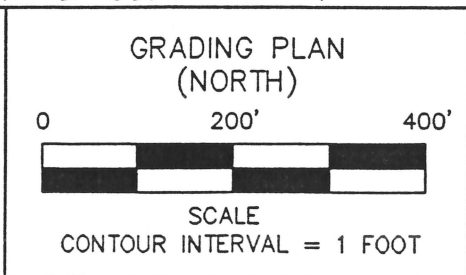 GRADING PLAN
(NORTH)
0 200' 400'
SCALE
CONTOUR INTERVAL = 1 FOOT